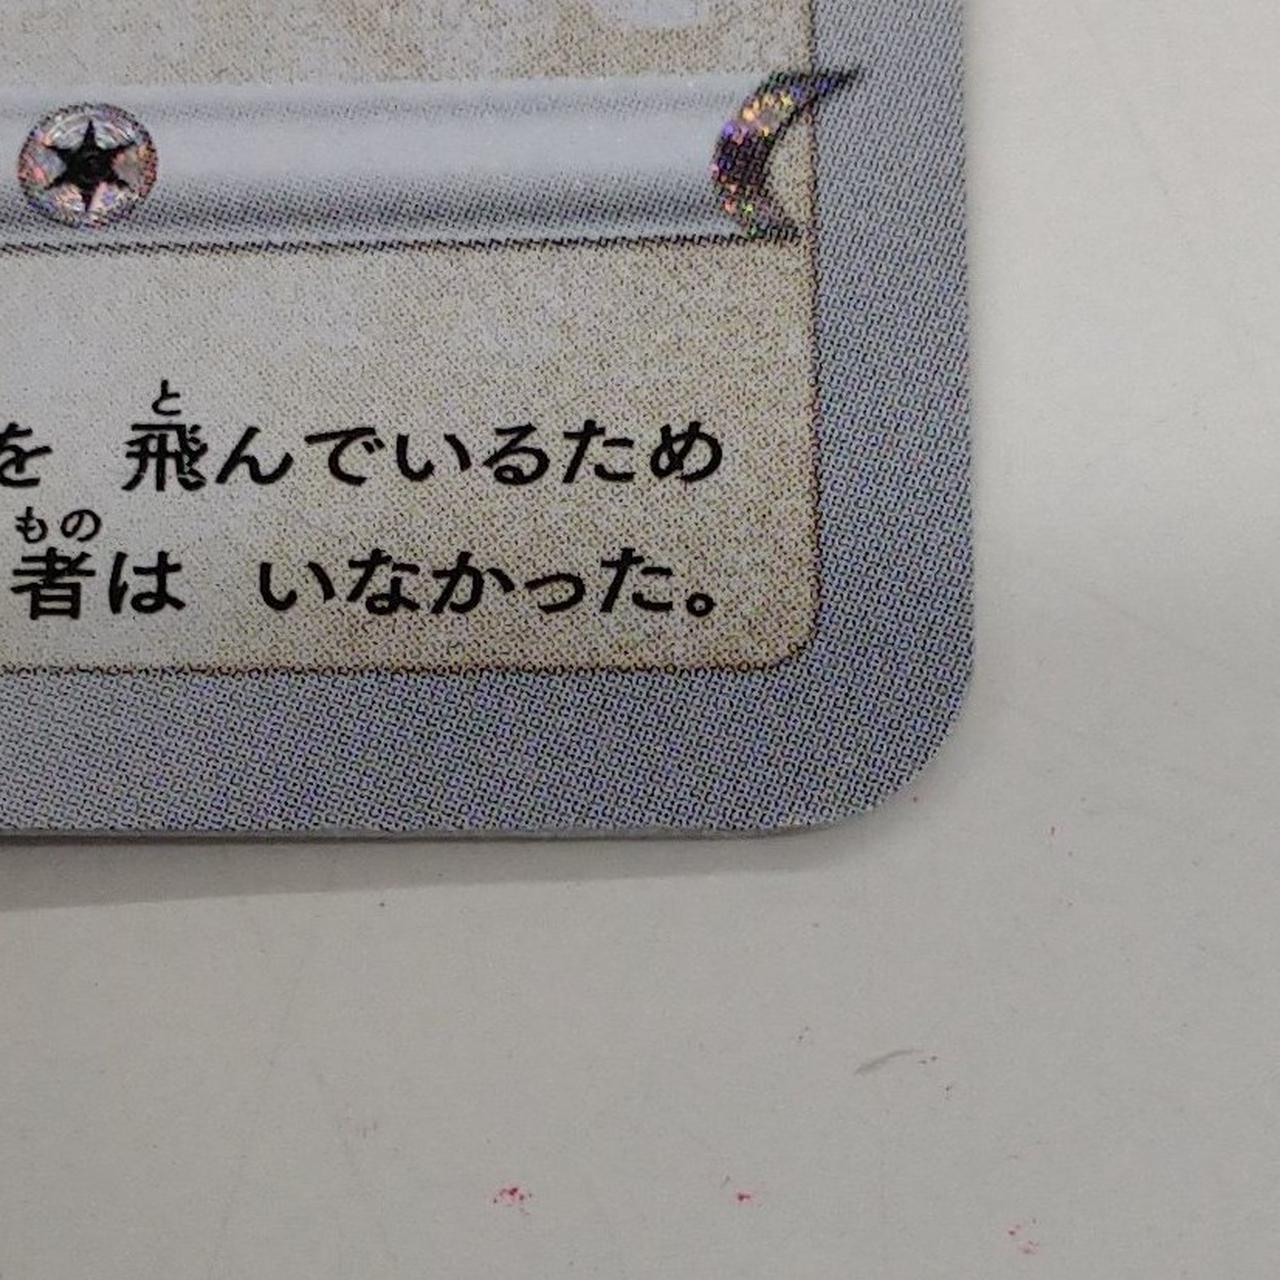 を 飛んでいるため
者は いなかった。